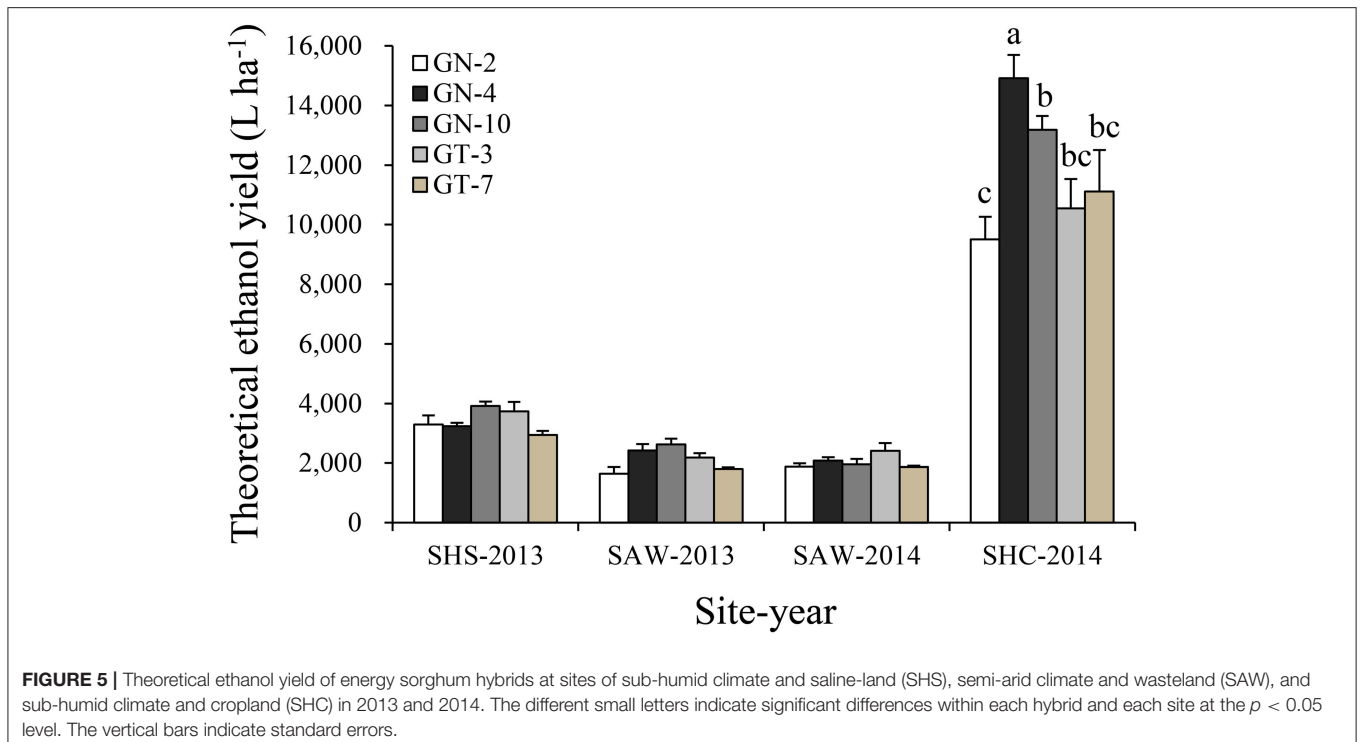 Theoretical ethanol yield (L ha⁻¹)
16,000
14,000
12,000
10,000
8,000
6,000
4,000
2,000
0
GN-2
GN-4
GN-10
GT-3
GT-7
c
a
b
bc
bc
SHS-2013 SAW-2013 SAW-2014 SHC-2014
Site-year
FIGURE 5 | Theoretical ethanol yield of energy sorghum hybrids at sites of sub-humid climate and saline-land (SHS), semi-arid climate and wasteland (SAW), and
sub-humid climate and cropland (SHC) in 2013 and 2014. The different small letters indicate significant differences within each hybrid and each site at the p < 0.05
level. The vertical bars indicate standard errors.